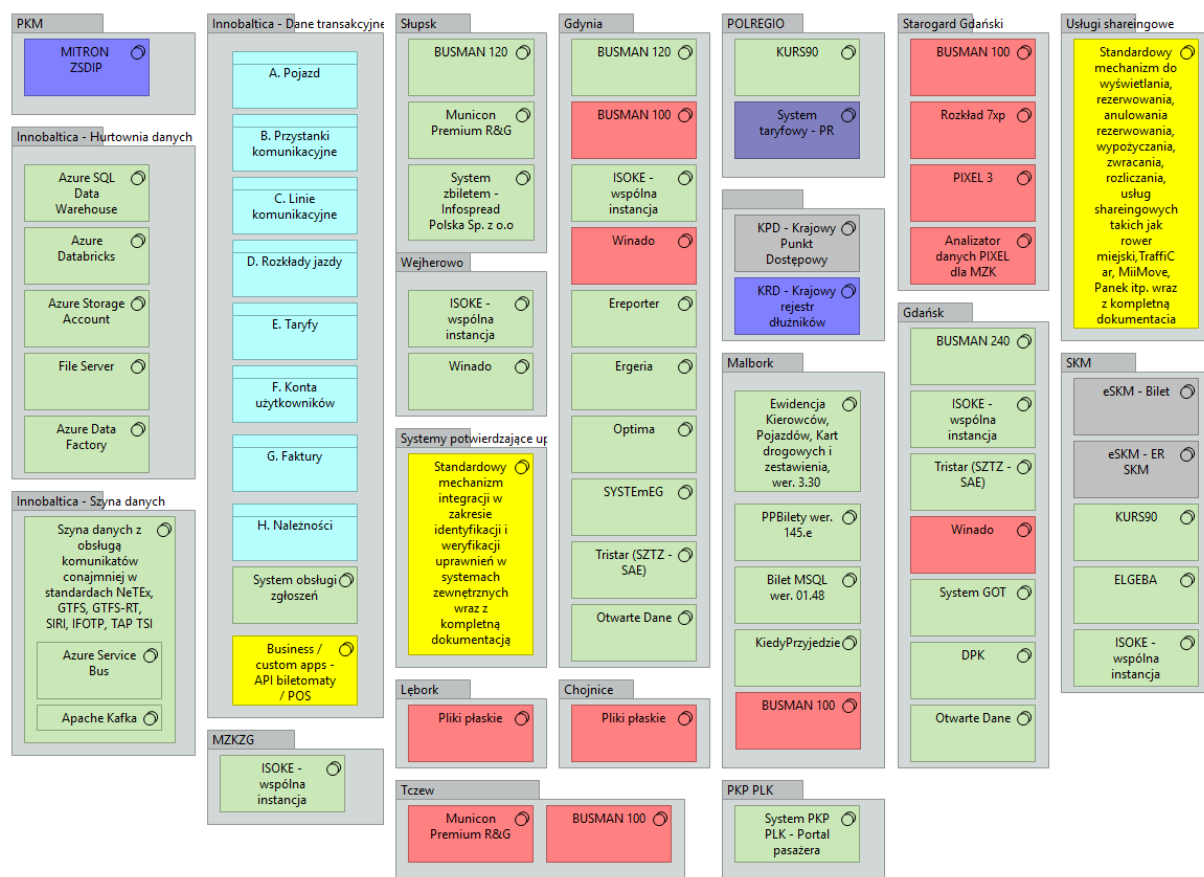 PKM
MITRON
ZSDIP
Innobaltica - Hurtownia danych
Azure SQL
Data
Warehouse
Azure
Databricks
Azure Storage
Account
File Server
Azure Data
Factory
Innobaltica - Szyna danych
Szyna danych z
obsługą
komunikatów
conajmniej w
standardach NeTEx,
GTFS, GTFS-RT,
SIRI, IFOTP, TAP TSI
Azure Service
Bus
Apache Kafka
Innobaltica - Dane transakcyjne
A. Pojazd
B. Przystanki
komunikacyjne
C. Linie
komunikacyjne
D. Rozkłady jazdy
E. Taryfy
F. Konta
użytkowników
G. Faktury
H. Należności
System obsługi
zgłoszeń
Business /
custom apps -
API biletomaty
/ POS
MZKZG
ISOKE -
wspólna
instancja
Słupsk
BUSMAN 120
Municon
Premium R&G
System
zbiletem -
Infospread
Polska Sp. z o.o
Wejherowo
ISOKE -
wspólna
instancja
Winado
Systemy potwierdzające up
Standardowy
mechanizm
integracji w
zakresie
identyfikacji i
weryfikacji
uprawnień w
systemach
zewnętrznych
wraz z
kompletną
dokumentacją
Lębork
Pliki płaskie
Tczew
Municon
Premium R&G
BUSMAN 100
Gdynia
BUSMAN 120
BUSMAN 100
ISOKE -
wspólna
instancja
Winado
Ereporter
Ergeria
Optima
SYSTEmEG
Tristar (SZTZ -
SAE)
Otwarte Dane
Chojnice
Pliki płaskie
POLREGIO
KURS90
System
taryfowy - PR
KPD - Krajowy
Punkt
Dostępowy
KRD - Krajowy
rejestr
dłużników
Malbork
Ewidencja
Kierowców,
Pojazdów, Kart
drogowych i
zestawienia,
wer. 3.30
PPBilety wer.
145.e
Bilet MSQL
wer. 01.48
KiedyPrzyjedzie
BUSMAN 100
PKP PLK
System PKP
PLK - Portal
pasażera
Starogard Gdański
BUSMAN 100
Rozkład 7xp
PIXEL 3
Analizator
danych PIXEL
dla MZK
Gdańsk
BUSMAN 240
ISOKE -
wspólna
instancja
Tristar (SZTZ -
SAE)
Winado
System GOT
DPK
Otwarte Dane
Usługi shareingowe
Standardowy
mechanizm do
wyświetlania,
rezerwowania,
anulowania
rezerwowania,
wypożyczania,
zwracania,
rozliczania,
usług
shareingowych
takich jak
rower
miejski,TraffiC
ar, MiiMove,
Panek itp. wraz
z kompletną
dokumentacia
SKM
eSKM - Bilet
eSKM - ER
SKM
KURS90
ELGEBA
ISOKE -
wspólna
instancja